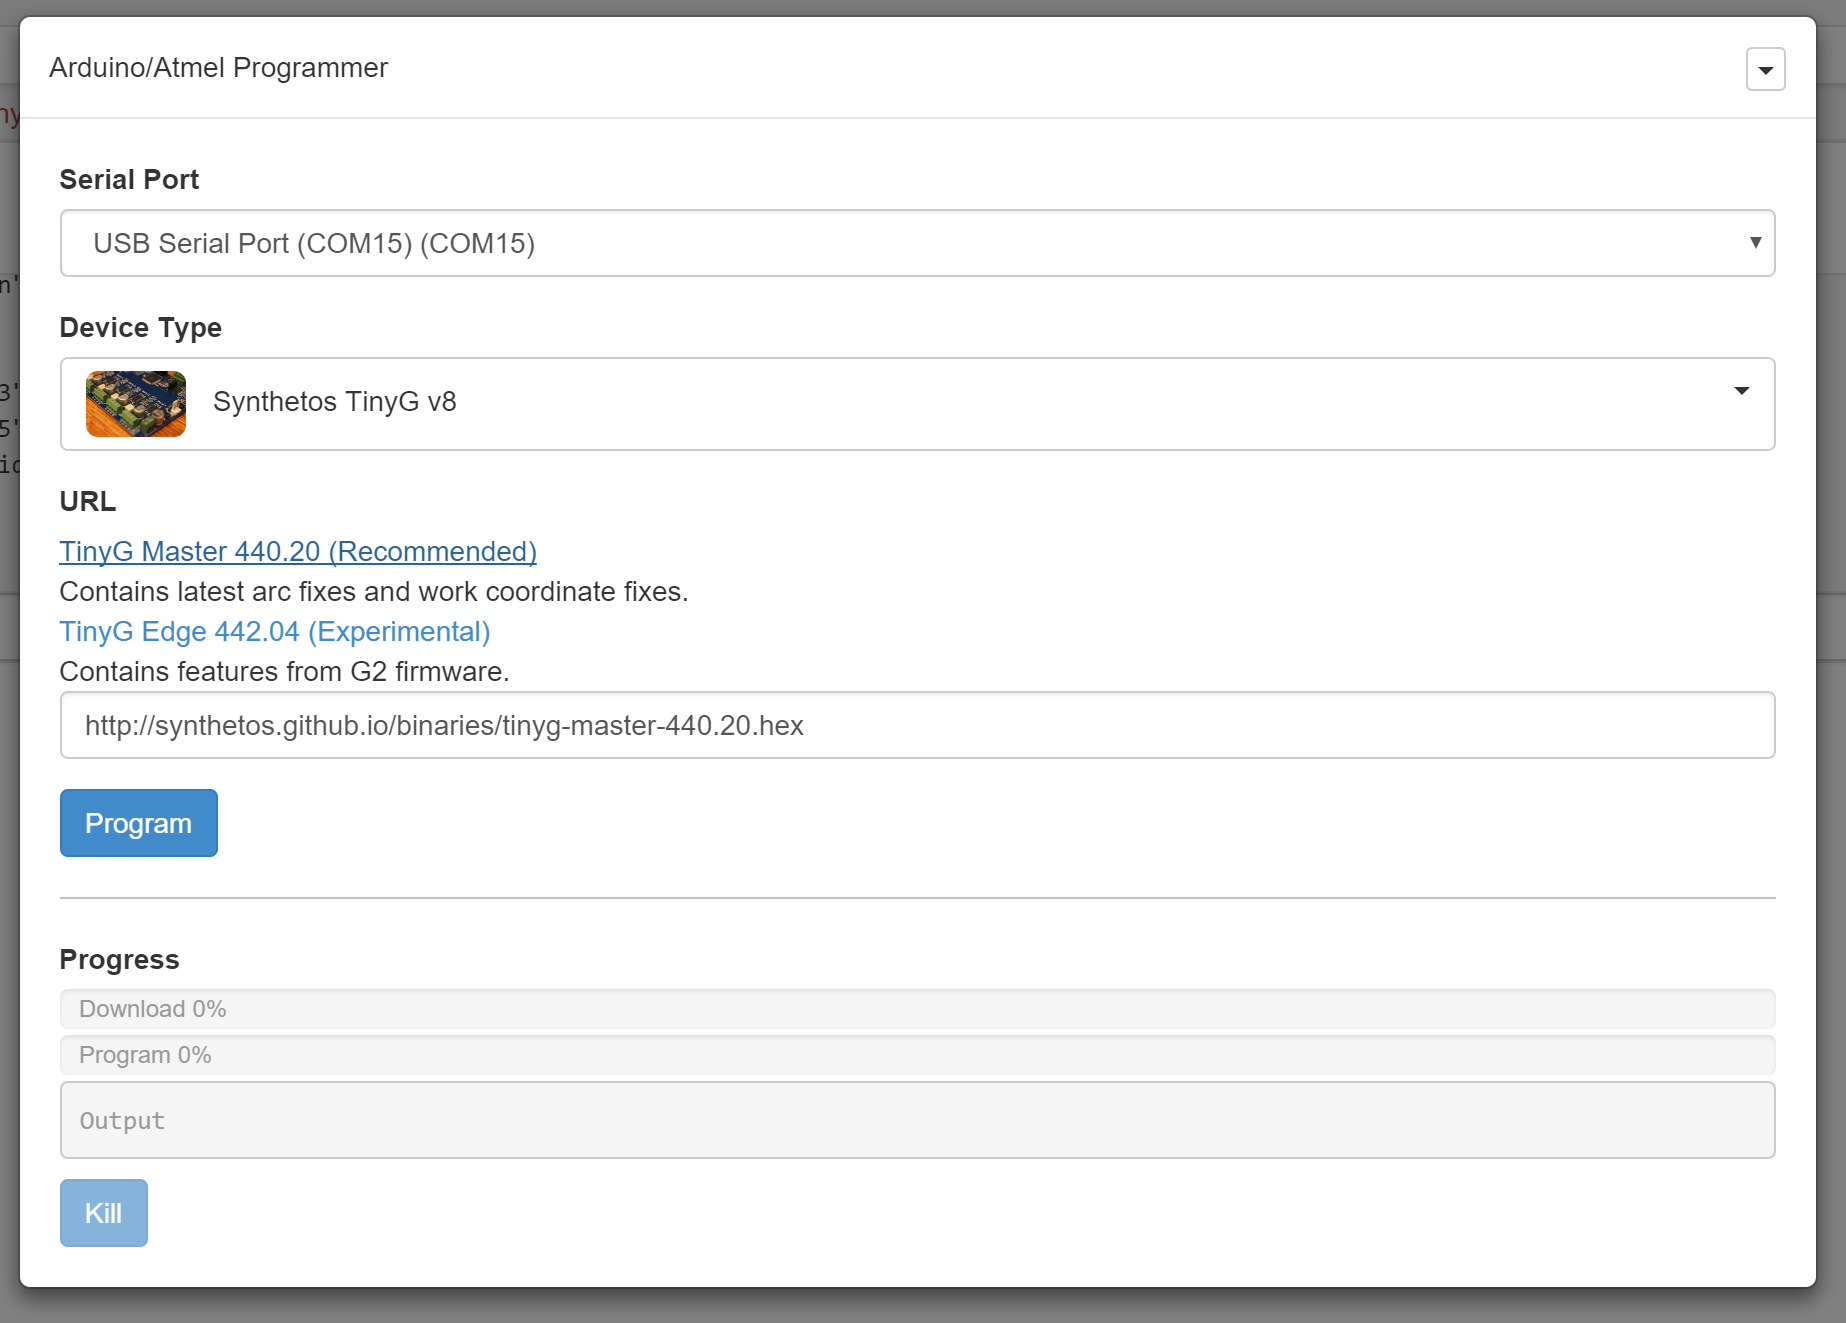 Arduino/Atmel Programmer
Serial Port
USB Serial Port (COM15) (COM15)
Device Type
Synthetos TinyG v8
URL
TinyG Master 440.20 (Recommended)
Contains latest arc fixes and work coordinate fixes.
TinyG Edge 442.04 (Experimental)
Contains features from G2 firmware.
http://synthetos.github.io/binaries/tinyg-master-440.20.hex
Program
Progress
Download 0%
Program 0%
Output
Kill